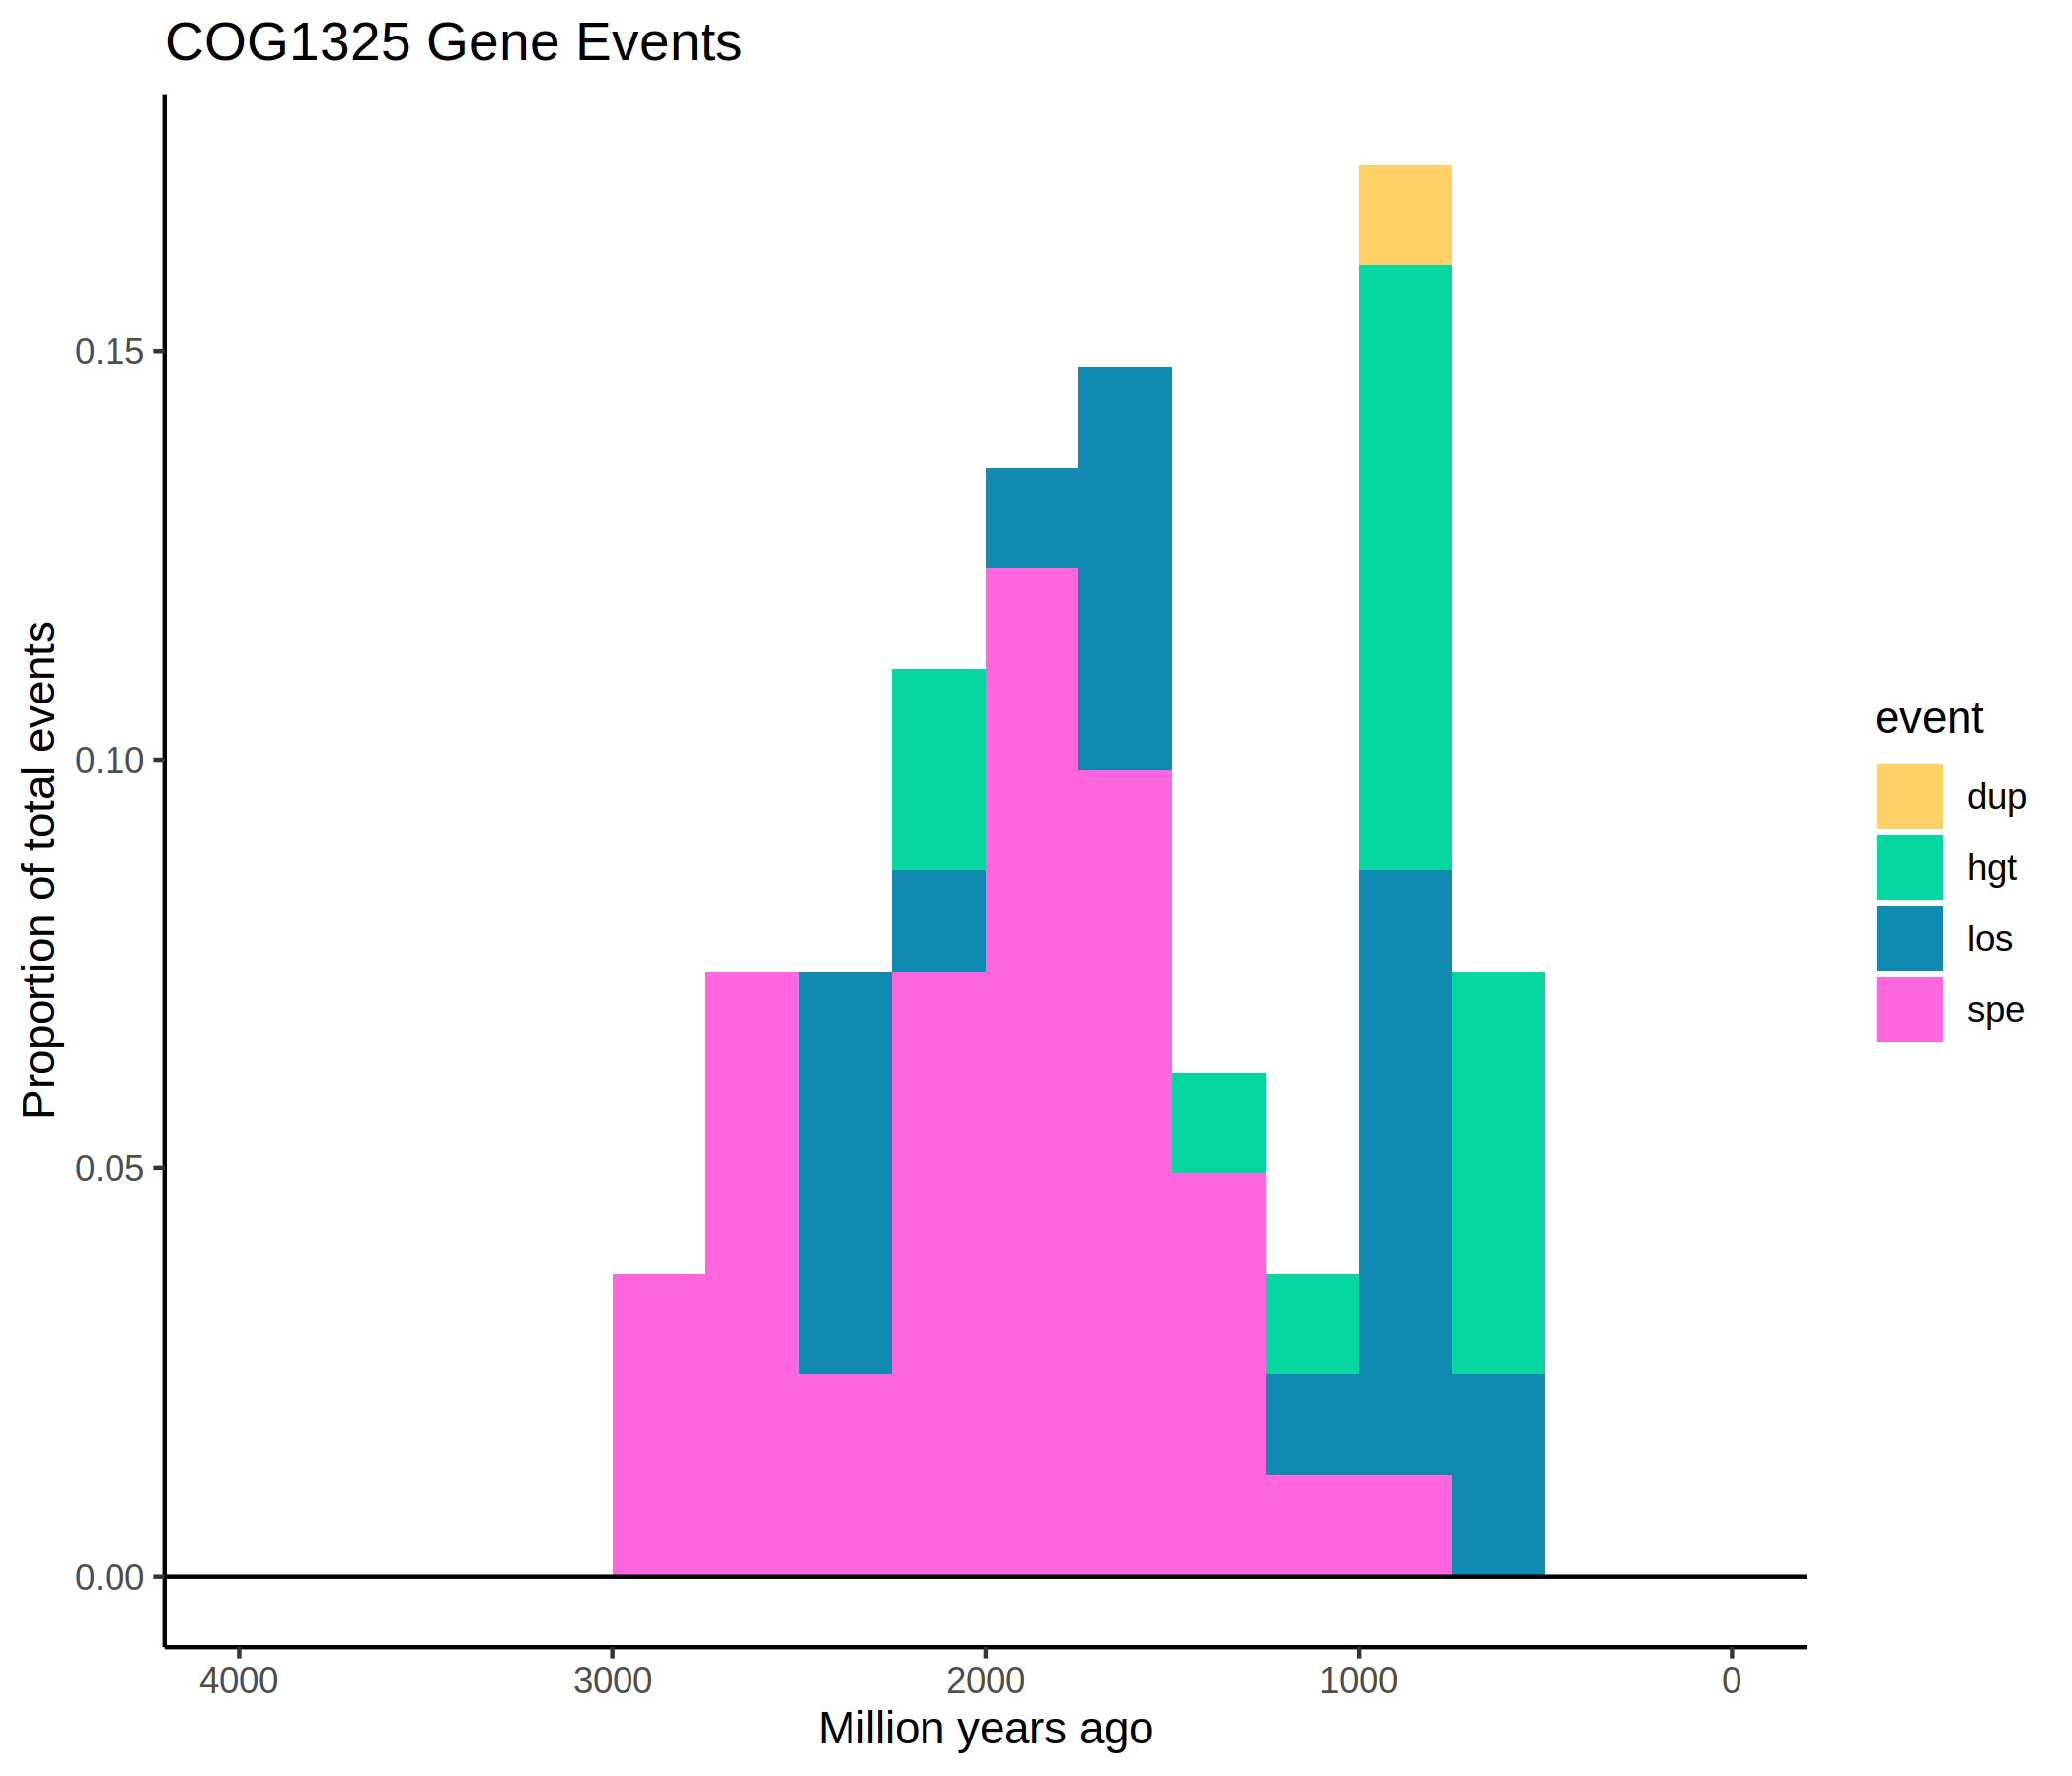 COG1325 Gene Events
Proportion of total events
0.15
0.10
0.05
0.00
4000 3000 2000 1000 0
Million years ago
event
dup
hgt
los
spe